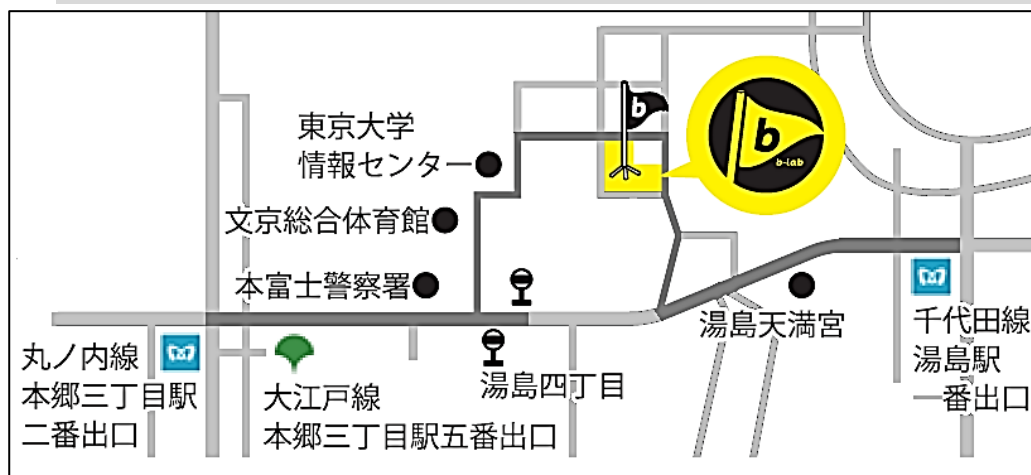 東京大学
情報センター
文京総合体育館
本富士警察署
b
b
b-lab
湯島天満宮
千代田線
湯島駅
一番出口
丸ノ内線
本郷三丁目駅
二番出口
大江戸線
本郷三丁目駅五番出口
湯島四丁目